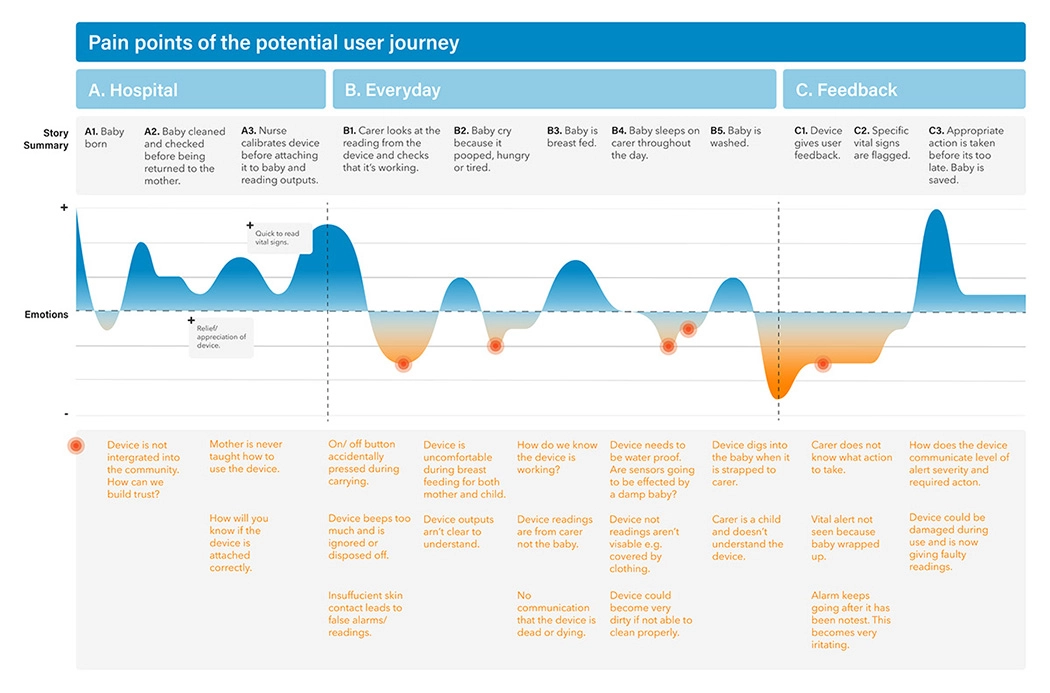 Pain points of the potential user journey
A. Hospital
B. Everyday
C. Feedback
Story
Summary
A1. Baby
born
A2. Baby cleaned
and checked
before being
returned to the
mother.
A3. Nurse
calibrates device
before attaching
it to baby and
reading outputs.
B1. Carer looks at the
reading from the
device and checks
that it's working.
B2. Baby cry
because it
pooped, hungry
or tired.
B3. Baby is
breast fed.
B4. Baby sleeps on
carer throughout
the day.
B5. Baby is
washed.
C1. Device
gives user
feedback.
C2. Specific
vital signs
are flagged.
C3. Appropriate
action is taken
before its too
late. Baby is
saved.
+
+
Quick to read
vital signs.
Emotions
+
Relief/
appreciation of
device.
-
Device is not
intergrated into
the community.
How can we
build trust?
Mother is never
taught how to
use the device.
How will you
know if the
device is
attached
correctly.
On/ off button
accidentally
pressed during
carrying.
Device beeps too
much and is
ignored or
disposed off.
Insuffucient skin
contact leads to
false alarms/
readings.
Device is
uncomfortable
during breast
feeding for both
mother and child.
Device outputs
arn't clear to
understand.
How do we know
the device is
working?
Device readings
are from carer
not the baby.
No
communication
that the device is
dead or dying.
Device needs to
be water proof.
Are sensors going
to be effected by
a damp baby?
Device not
readings aren't
visable e.g.
covered by
clothing.
Device could
become very
dirty if not able to
clean properly.
Device digs into
the baby when it
is strapped to
carer.
Carer is a child
and doesn't
understand the
device.
Carer does not
know what action
to take.
Vital alert not
seen because
baby wrapped
up.
Alarm keeps
going after it has
been notest. This
becomes very
iritating.
How does the device
communicate level of
alert severity and
required acton.
Device could be
damaged during
use and is now
giving faulty
readings.